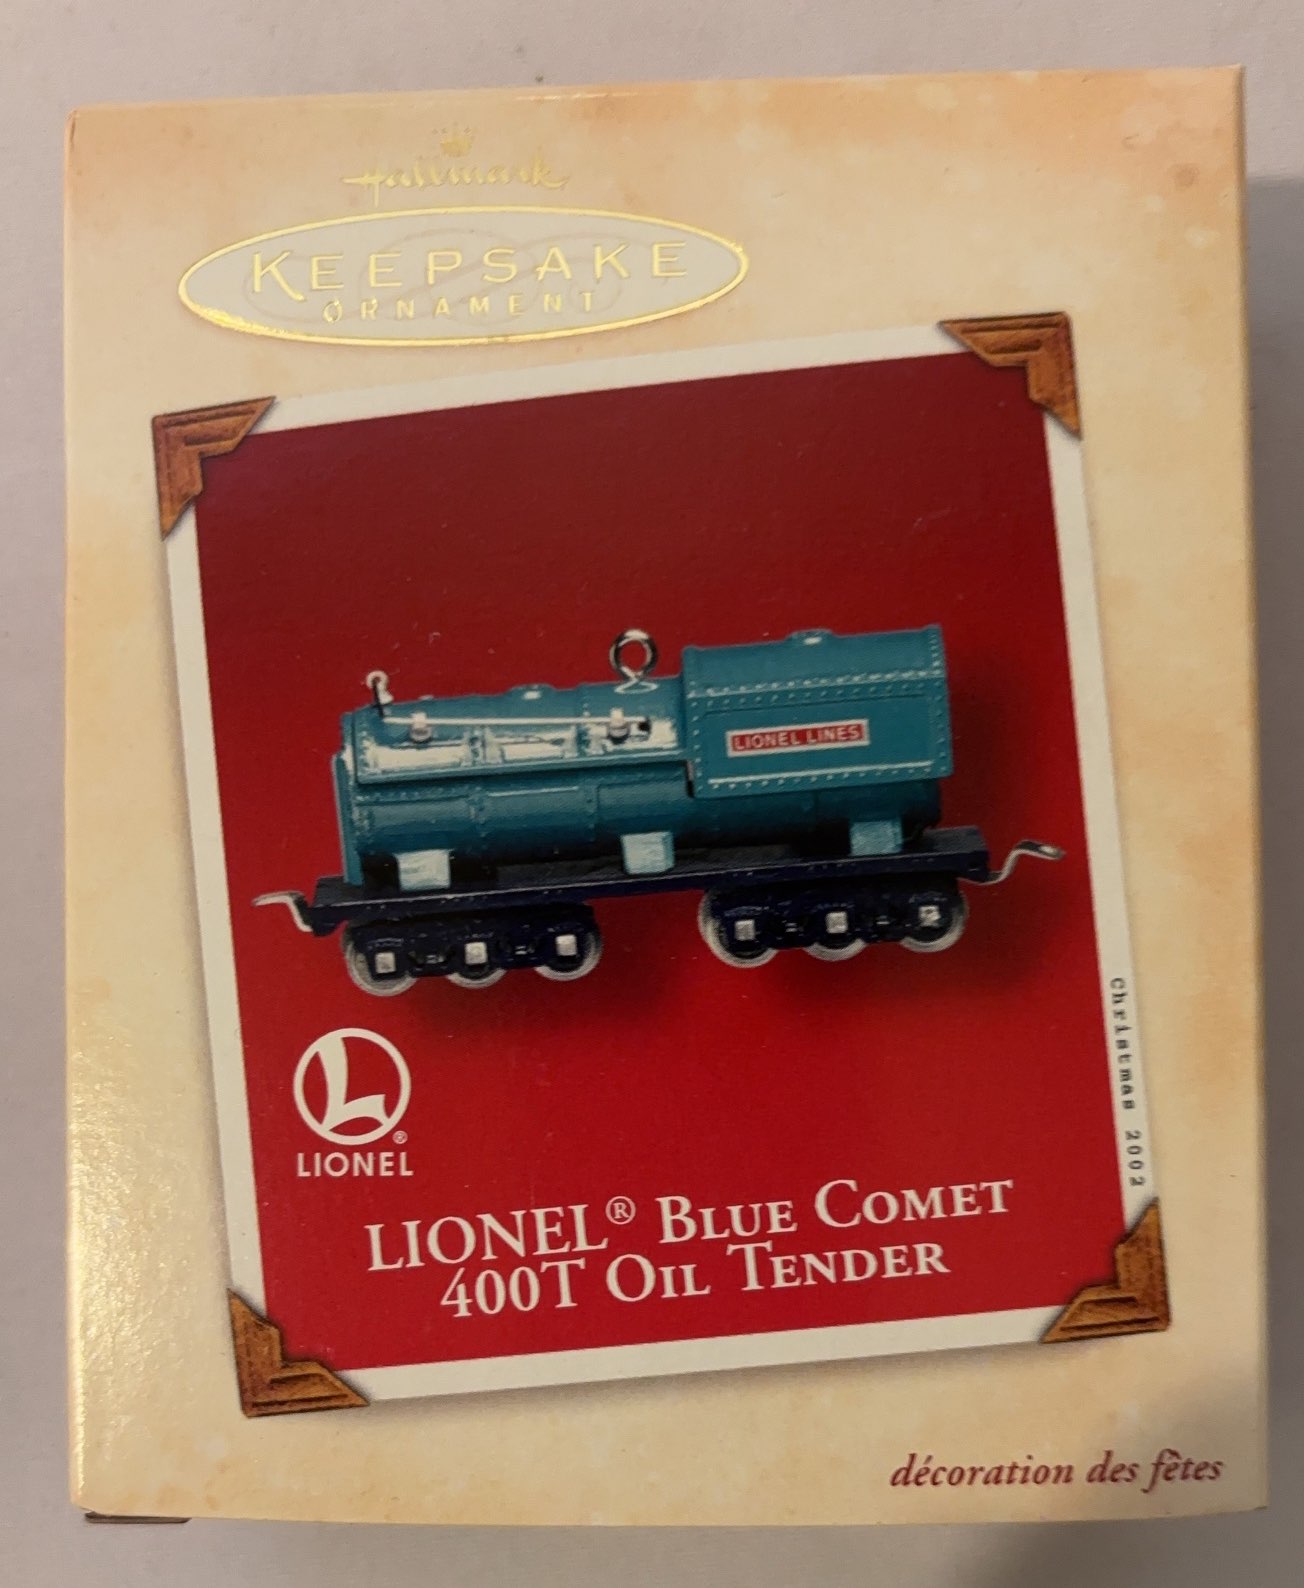 Hallmark
KEEPSAKE
ORNAMENT
LIONEL LINES
Christmas 2002
L
®
LIONEL
LIONEL® BLUE COMET
400T OIL TENDER
décoration des fêtes